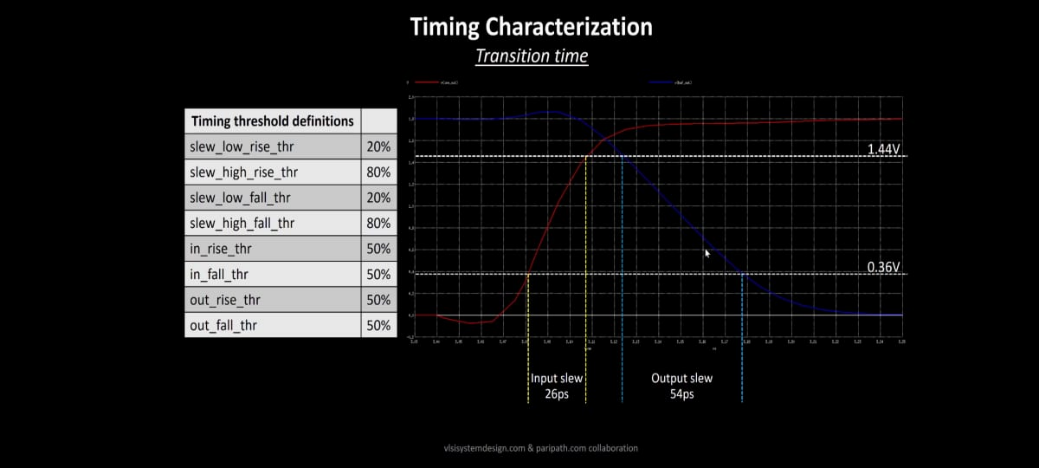 Timing Characterization
Transition time
Timing threshold definitions
slew_low_rise_thr 20%
slew_high_rise_thr 80%
slew_low_fall_thr 20%
slew_high_fall_thr 80%
in_rise_thr 50%
in_fall_thr 50%
out_rise_thr 50%
out_fall_thr 50%
1.44V
0.36V
Input slew
26ps
Output slew
54ps
vlsisystemdesign.com & paripath.com collaboration